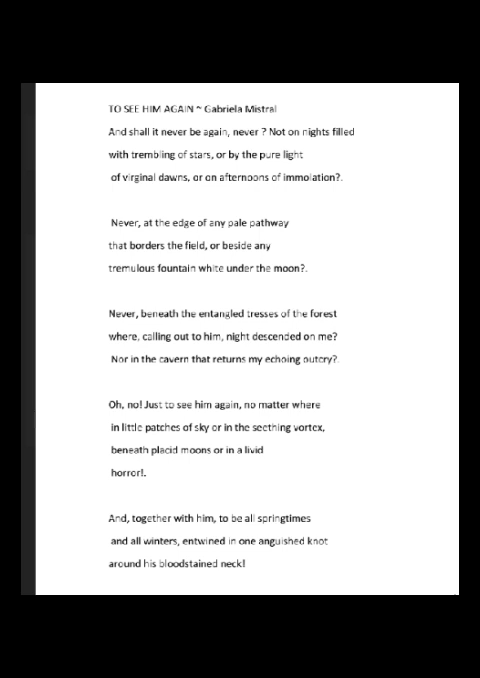 TO SEE HIM AGAIN ~ Gabriela Mistral
And shall it never be again, never ? Not on nights filled
with trembling of stars, or by the pure light
of virginal dawns, or on afternoons of immolation?.
Never, at the edge of any pale pathway
that borders the field, or beside any
tremulous fountain white under the moon?.
Never, beneath the entangled tresses of the forest
where, calling out to him, night descended on me?
Nor in the cavern that returns my echoing outcry?.
Oh, no! Just to see him again, no matter where
in little patches of sky or in the seething vortex,
beneath placid moons or in a livid
horror!.
And, together with him, to be all springtimes
and all winters, entwined in one anguished knot
around his bloodstained neck!